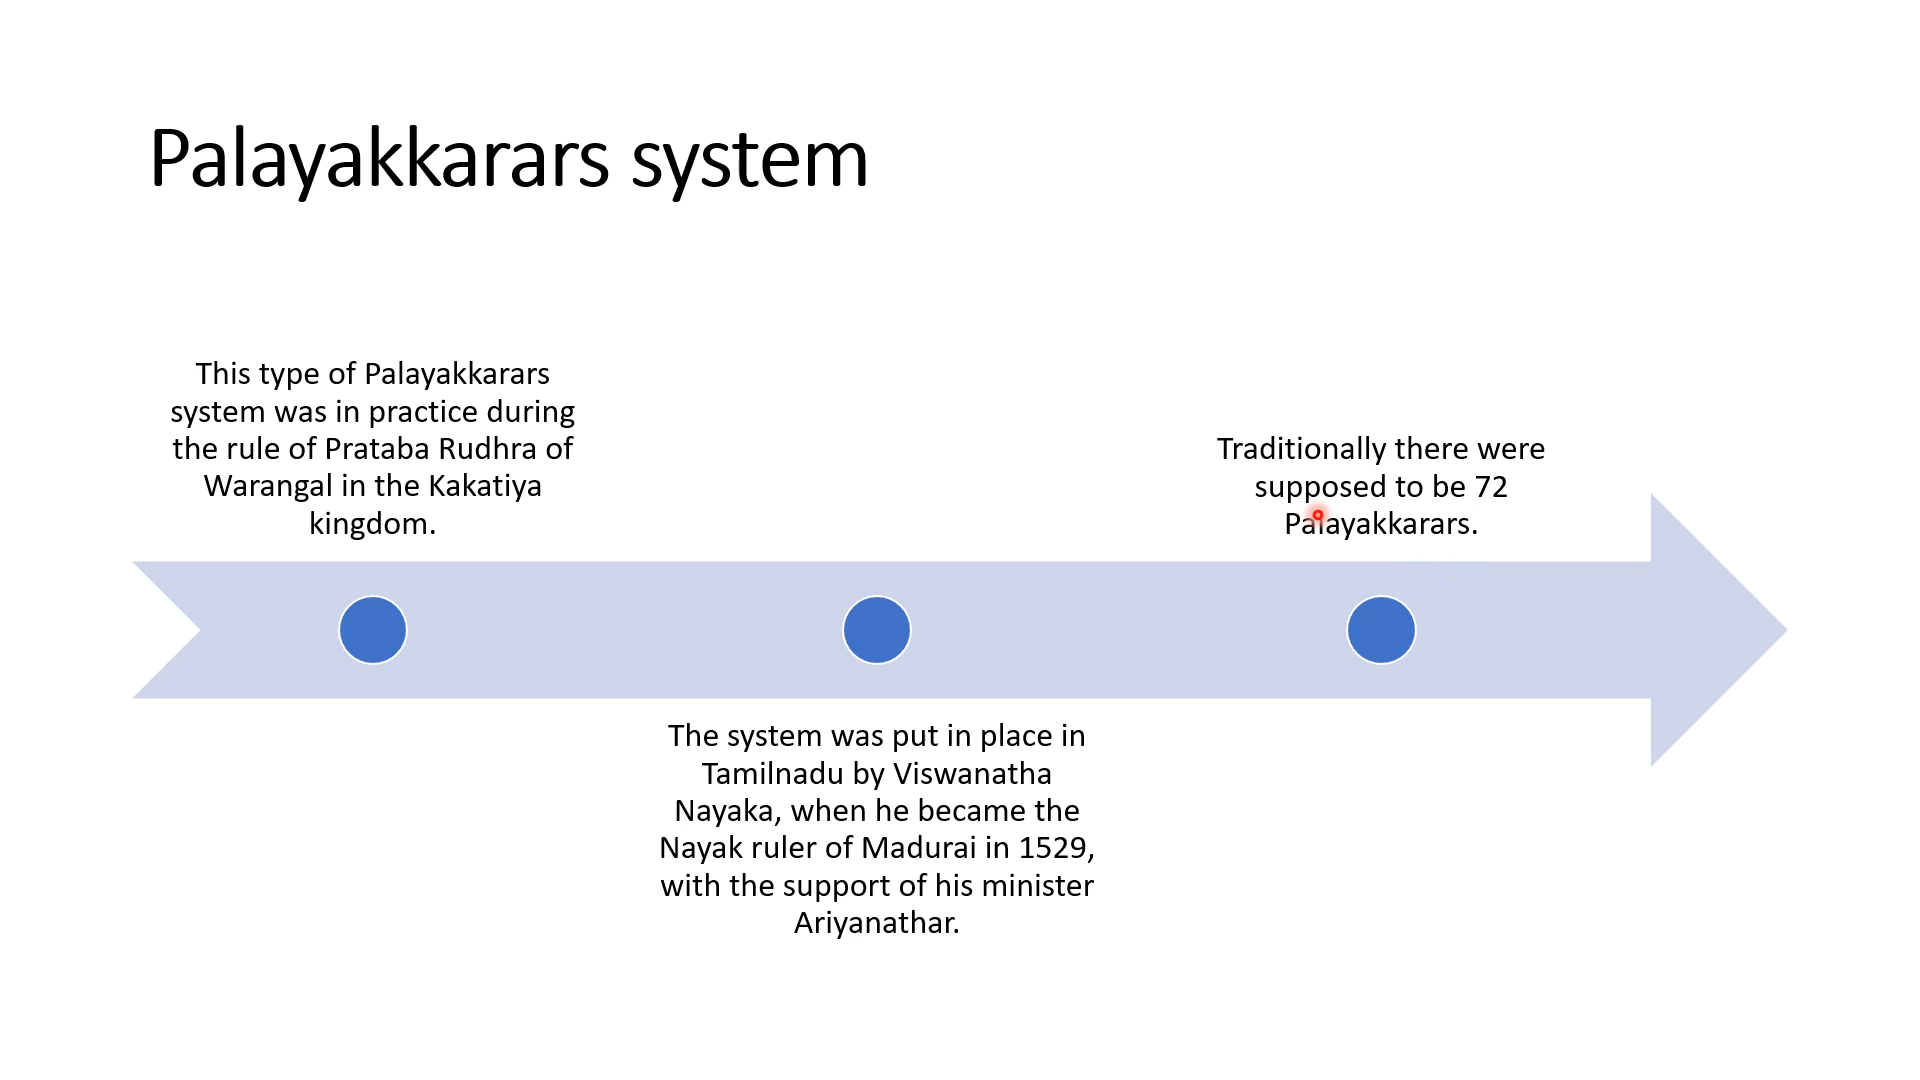 Palayakkarars system
This type of Palayakkarars
system was in practice during
the rule of Prataba Rudhra of
Warangal in the Kakatiya
kingdom.
The system was put in place in
Tamilnadu by Viswanatha
Nayaka, when he became the
Nayak ruler of Madurai in 1529,
with the support of his minister
Ariyanathar.
Traditionally there were
supposed to be 72
Palayakkarars.